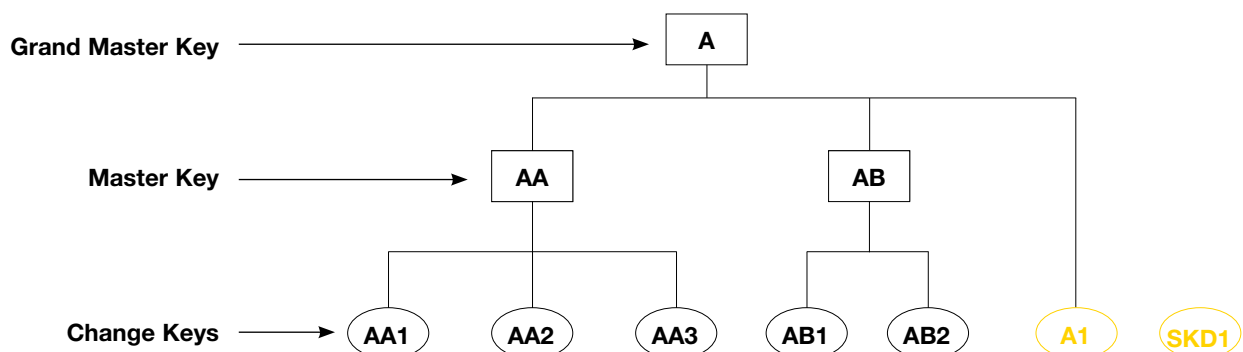 Grand Master Key A
Master Key AA AB
Change Keys AA1 AA2 AA3 AB1 AB2 A1 SKD1